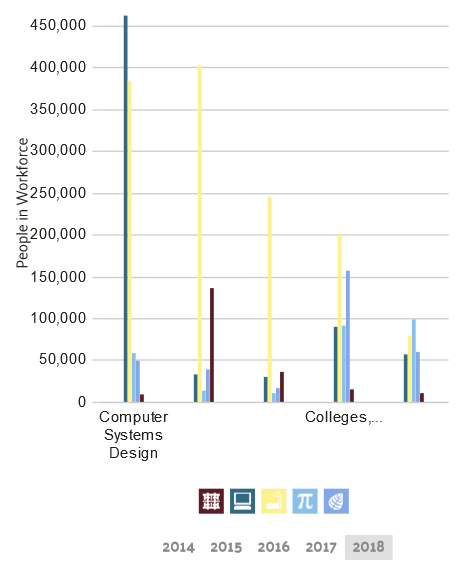 450,000
400,000
350,000
300,000
250,000
200,000
150,000
100,000
50,000
0
People in Workforce
Computer
Systems
Design
Colleges,...
π
2014 2015 2016 2017 2018